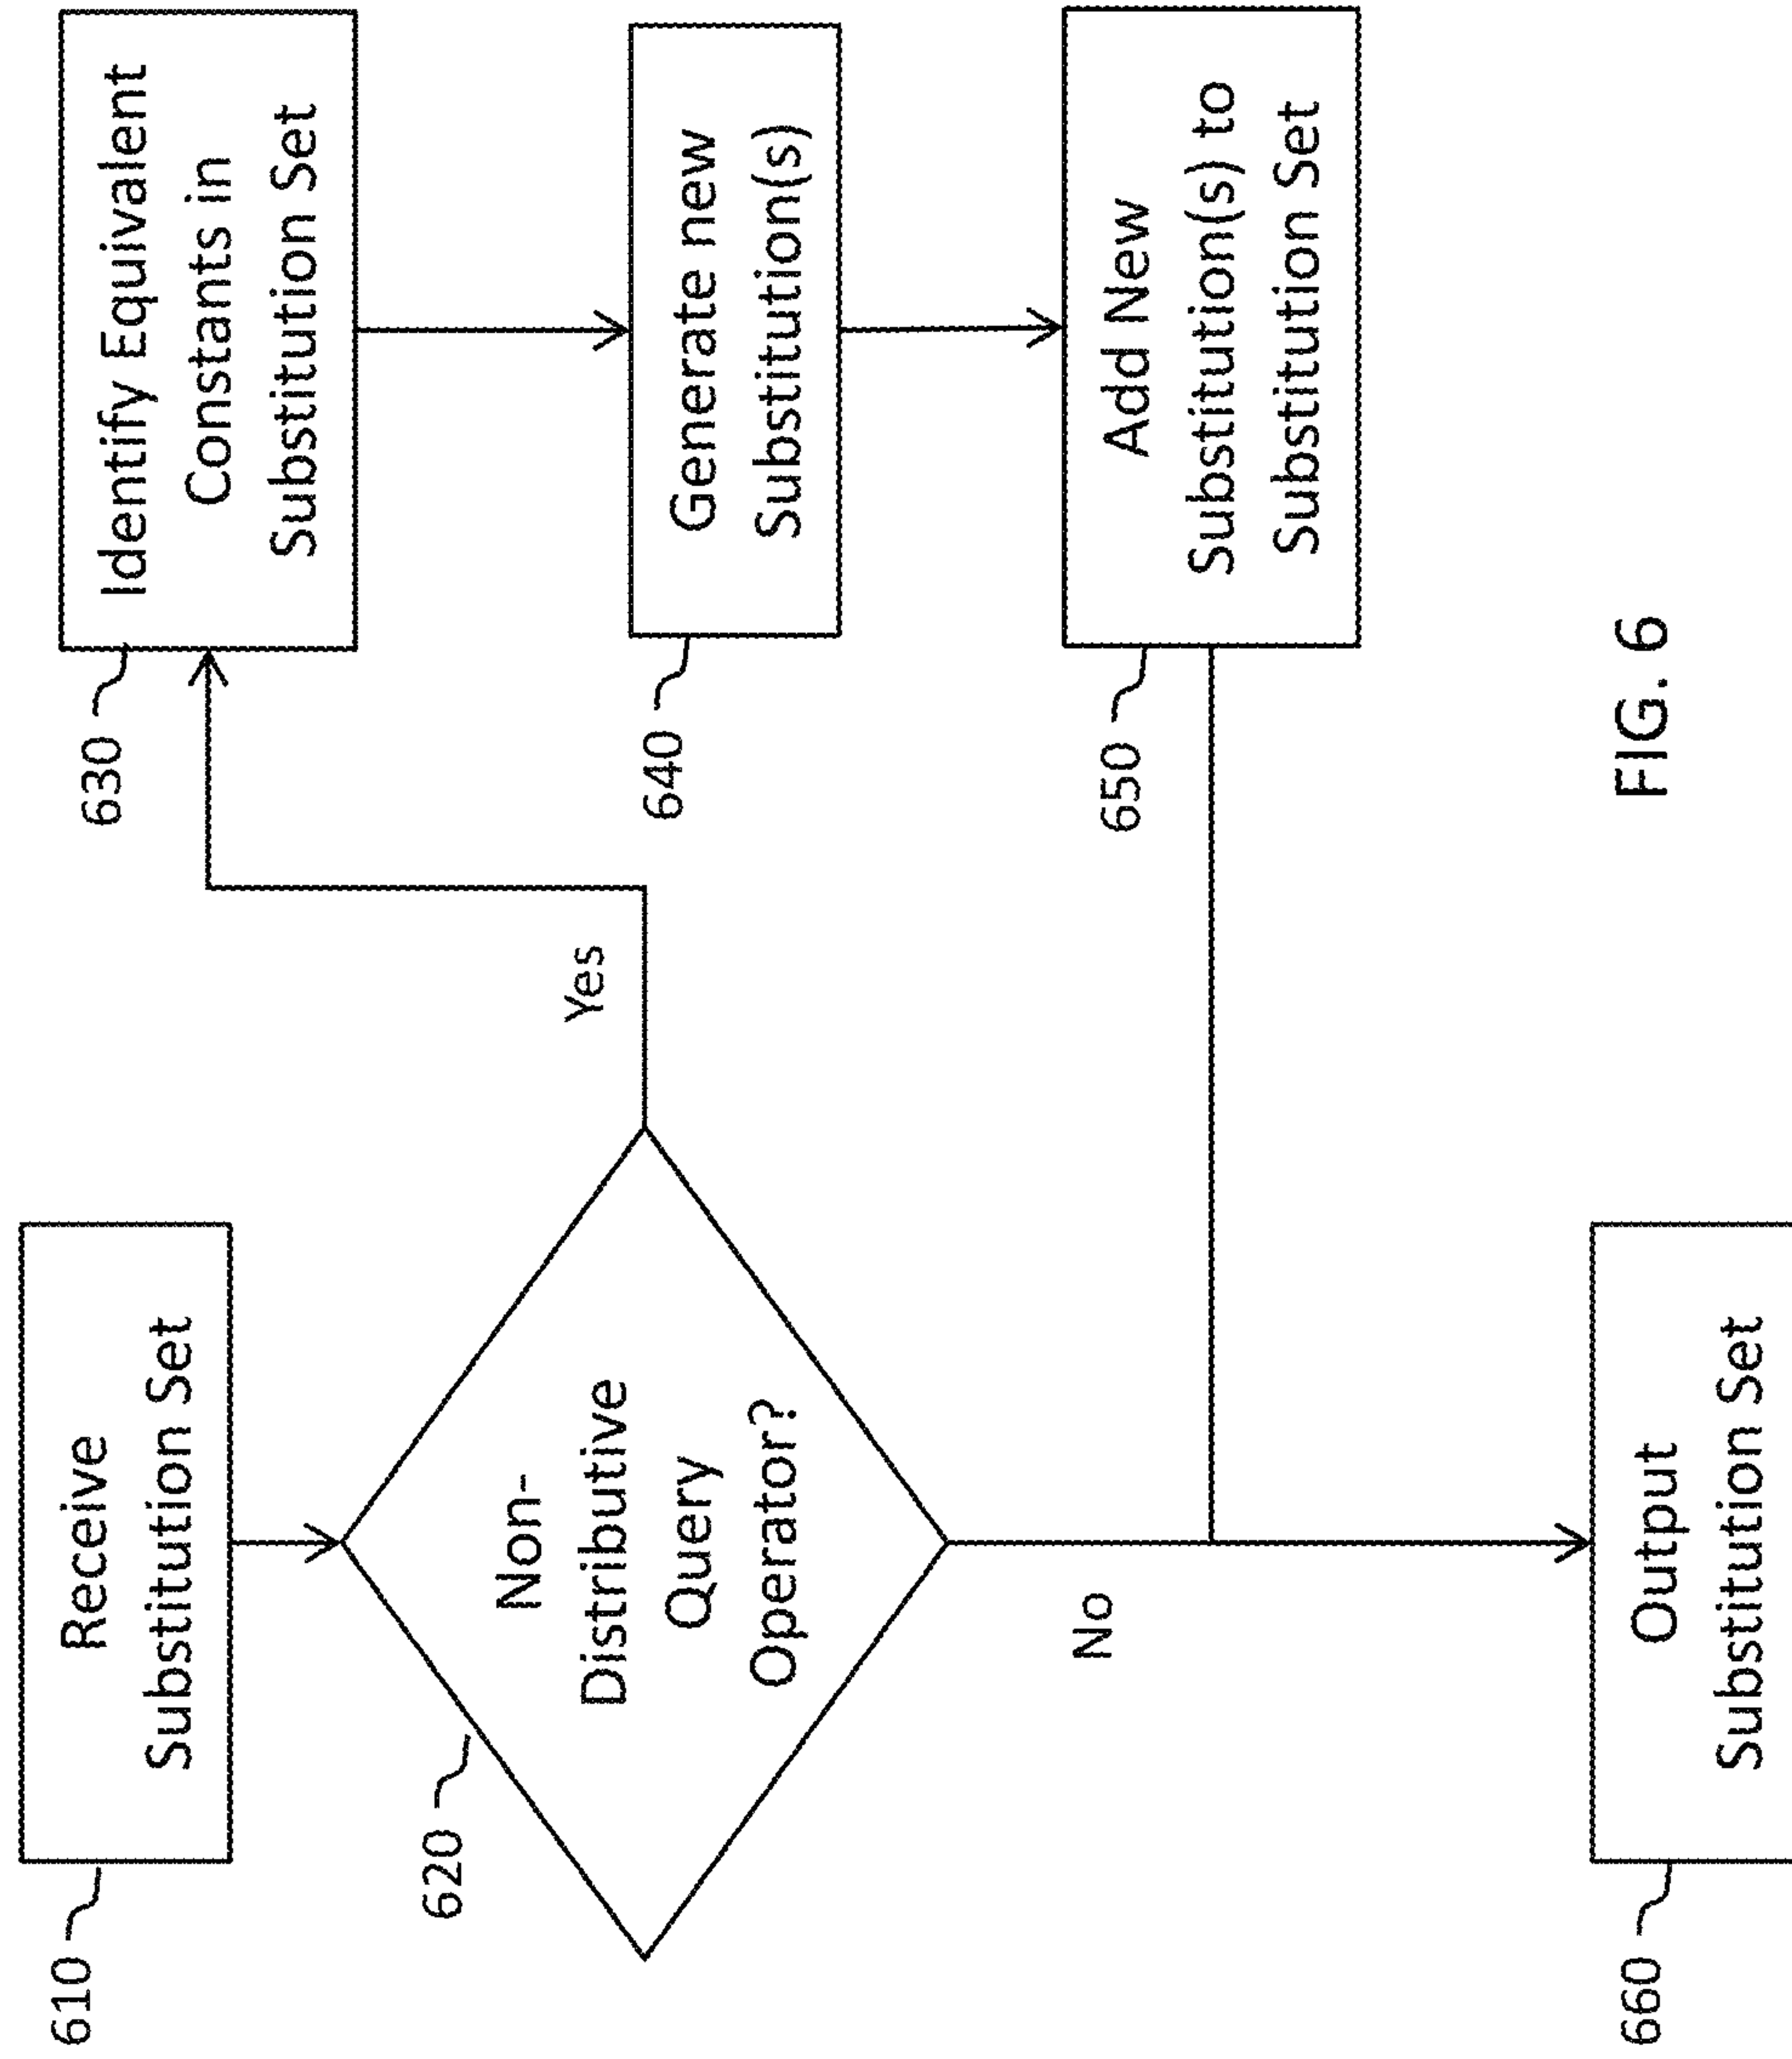 610
Receive
Substitution Set
620
Non-
Distributive
Query
Operator?
Yes
No
630
Identify Equivalent
Constants in
Substitution Set
640
Generate new
Substitution(s)
650
Add New
Substitution(s) to
Substitution Set
660
Output
Substitution Set
FIG. 6